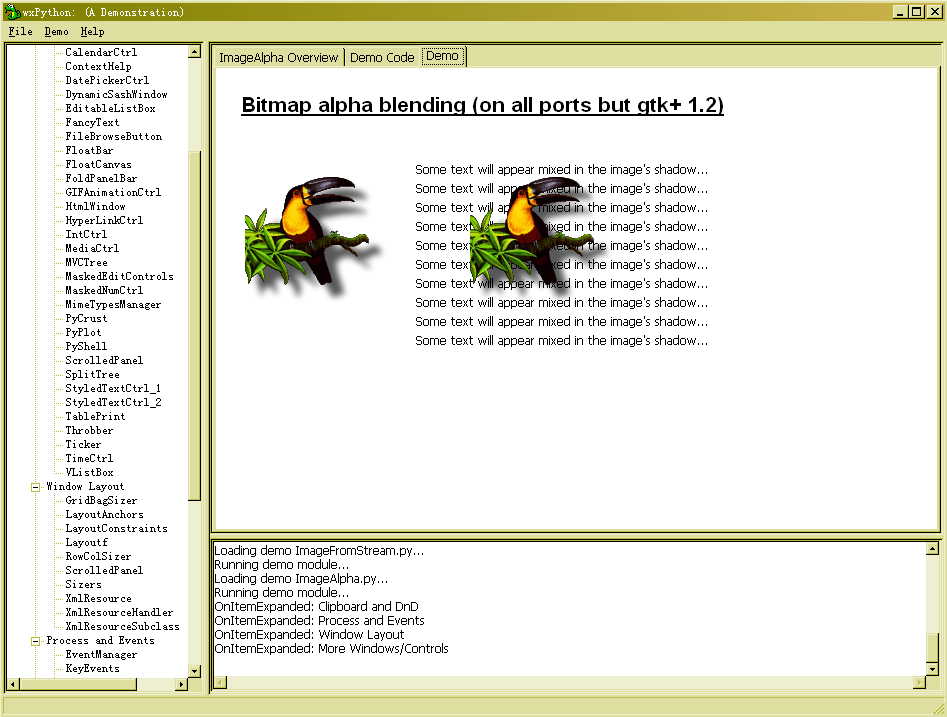 wxPython: (A Demonstration)
File Demo Help
CalendarCtrl
ContextHelp
DatePickerCtrl
DynamicSashWindow
EditableListBox
FancyText
FileBrowseButton
FloatBar
FloatCanvas
FoldPanelBar
GIFAnimationCtrl
HtmlWindow
HyperLinkCtrl
IntCtrl
MediaCtrl
MVCTree
MaskedEditControls
MaskedNumCtrl
MimeTypesManager
PyCrust
PyPlot
PyShell
ScrolledPanel
SplitTree
StyledTextCtrl_1
StyledTextCtrl_2
TablePrint
Throbber
Ticker
TimeCtrl
VListBox
Window Layout
GridBagSizer
LayoutAnchors
LayoutConstraints
Layoutf
RowColSizer
ScrolledPanel
Sizers
XmlResource
XmlResourceHandler
XmlResourceSubclass
Process and Events
EventManager
KeyEvents
ImageAlpha Overview Demo Code Demo
Bitmap alpha blending (on all ports but gtk+ 1.2)
Some text will appear mixed in the image's shadow...
Some text will appear mixed in the image's shadow...
Some text will appear mixed in the image's shadow...
Some text will appear mixed in the image's shadow...
Some text will appear mixed in the image's shadow...
Some text will appear mixed in the image's shadow...
Some text will appear mixed in the image's shadow...
Some text will appear mixed in the image's shadow...
Some text will appear mixed in the image's shadow...
Some text will appear mixed in the image's shadow...
Loading demo ImageFromStream.py...
Running demo module...
Loading demo ImageAlpha.py...
Running demo module...
OnItemExpanded: Clipboard and DnD
OnItemExpanded: Process and Events
OnItemExpanded: Window Layout
OnItemExpanded: More Windows/Controls